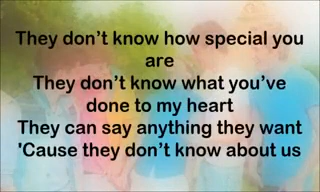 They don’t know how special you
are
They don’t know what you’ve
done to my heart
They can say anything they want
'Cause they don’t know about us